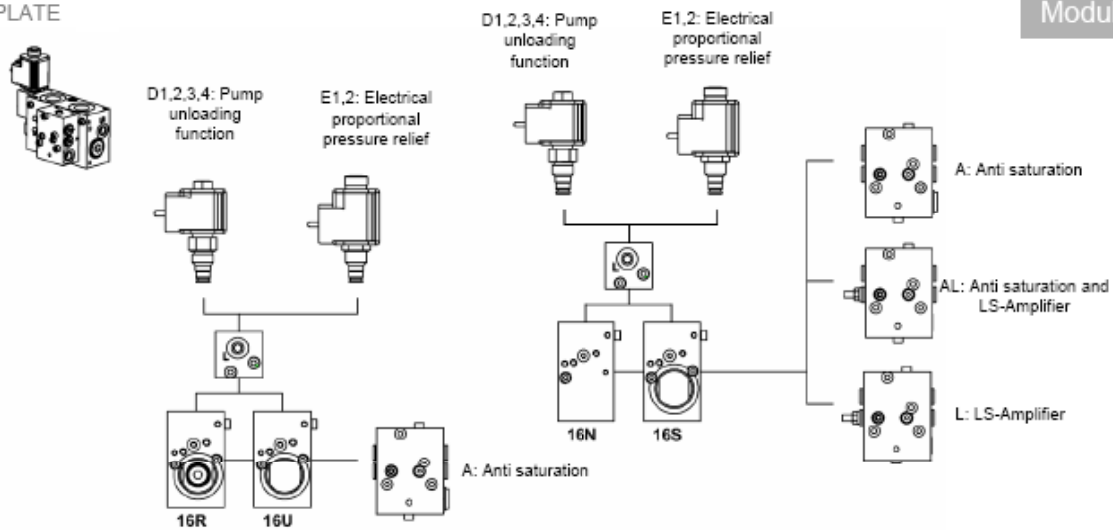 PLATE
Modu
D1,2,3,4: Pump
unloading
function
E1,2: Electrical
proportional
pressure relief
D1,2,3,4: Pump
unloading
function
E1,2: Electrical
proportional
pressure relief
A: Anti saturation
AL: Anti saturation and
LS-Amplifier
L: LS-Amplifier
L
L
16N
16S
A: Anti saturation
16R
16U